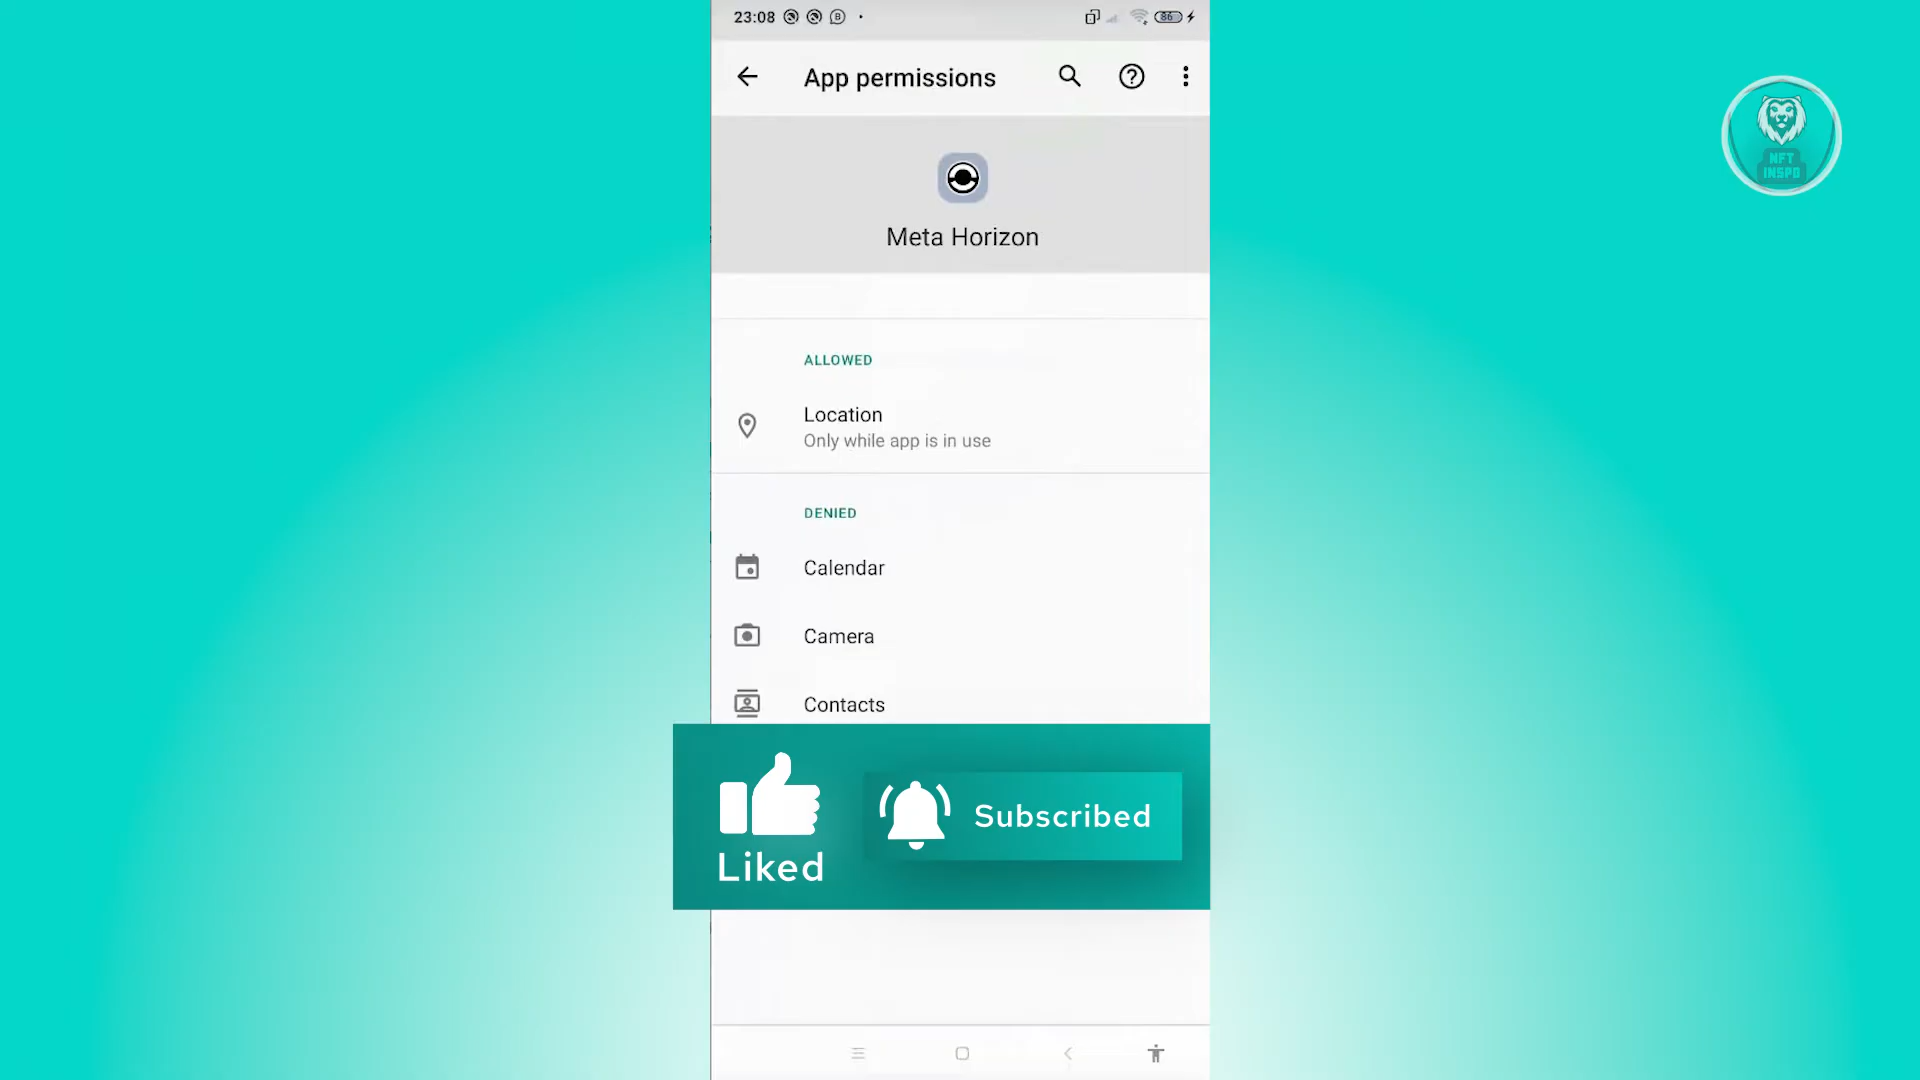 23:08
86
App permissions
NFT
INSPO
Meta Horizon
ALLOWED
Location
Only while app is in use
DENIED
Calendar
Camera
Contacts
Subscribed
Liked